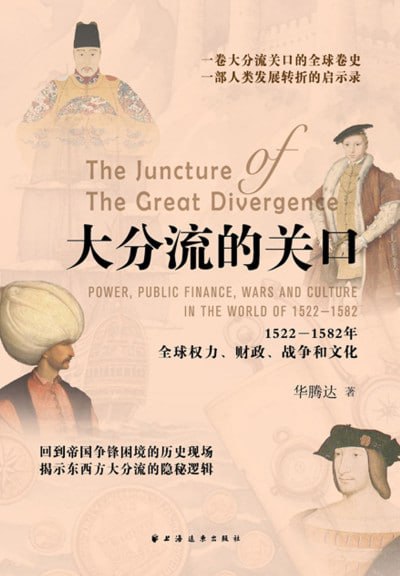 一卷大分流关口的全球卷史
一部人类发展转折的启示录
The Juncture of
The Great Divergence
大分流的关口
POWER, PUBLIC FINANCE, WARS AND CULTURE
IN THE WORLD OF 1522–1582
1522—1582年
全球权力、财政、战争和文化
华腾达 著
回到帝国争锋困境的历史现场
揭示东西方大分流的隐秘逻辑
上海远东出版社